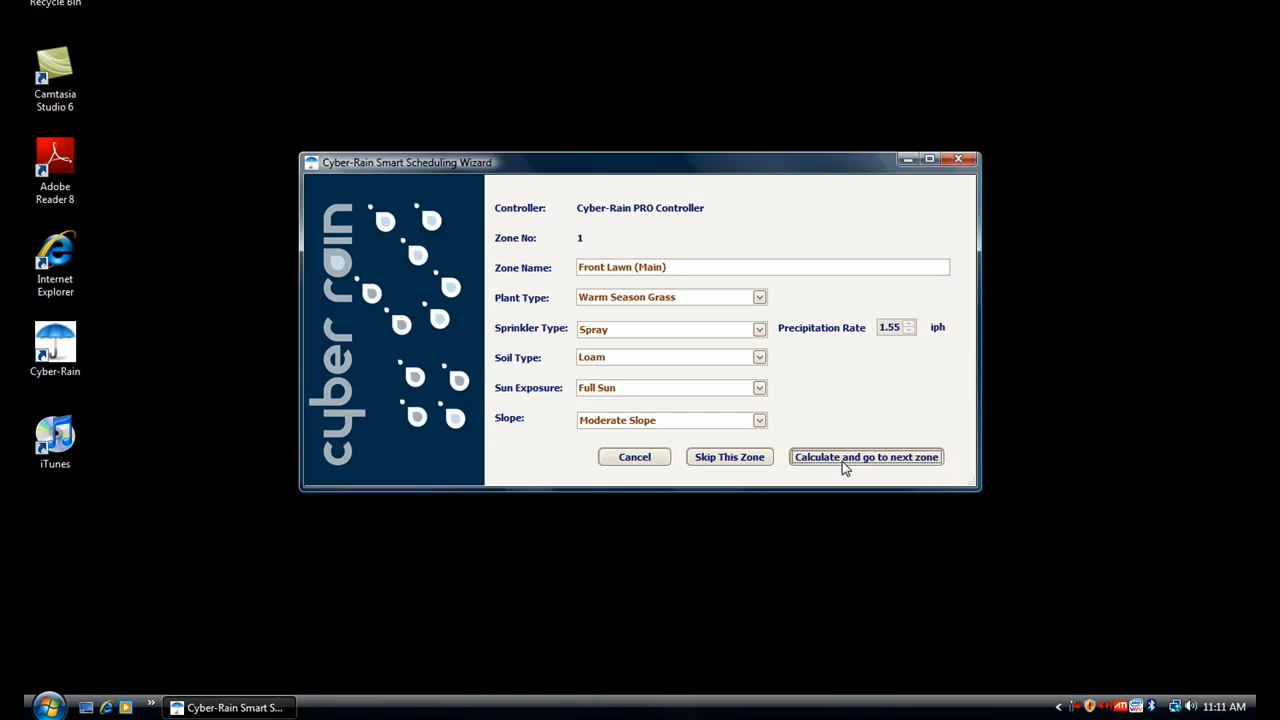 Recycle Bin
Camtasia
Studio 6
Adobe
Reader 8
Internet
Explorer
Cyber-Rain
iTunes
Cyber-Rain Smart Scheduling Wizard
cyber rain
Controller: Cyber-Rain PRO Controller
Zone No: 1
Zone Name: Front Lawn (Main)
Plant Type: Warm Season Grass
Sprinkler Type: Spray Precipitation Rate 1.55 iph
Soil Type: Loam
Sun Exposure: Full Sun
Slope: Moderate Slope
Cancel Skip This Zone Calculate and go to next zone
» Cyber-Rain Smart S... ATI 11:11 AM